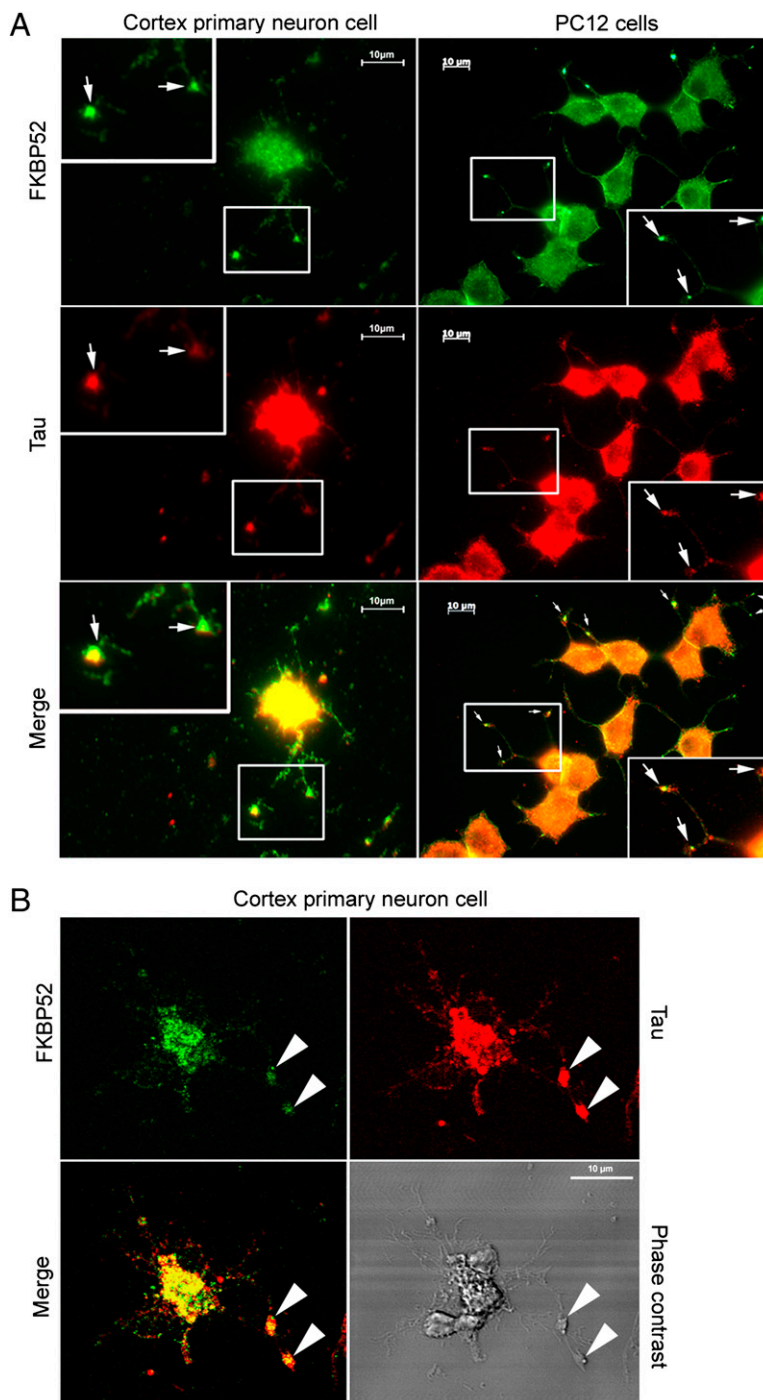 A
Cortex primary neuron cell
PC12 cells
FKBP52
10µm
10 µm
Tau
10µm
10 µm
Merge
10µm
10 µm
B
Cortex primary neuron cell
FKBP52
Tau
Merge
10 µm
Phase contrast